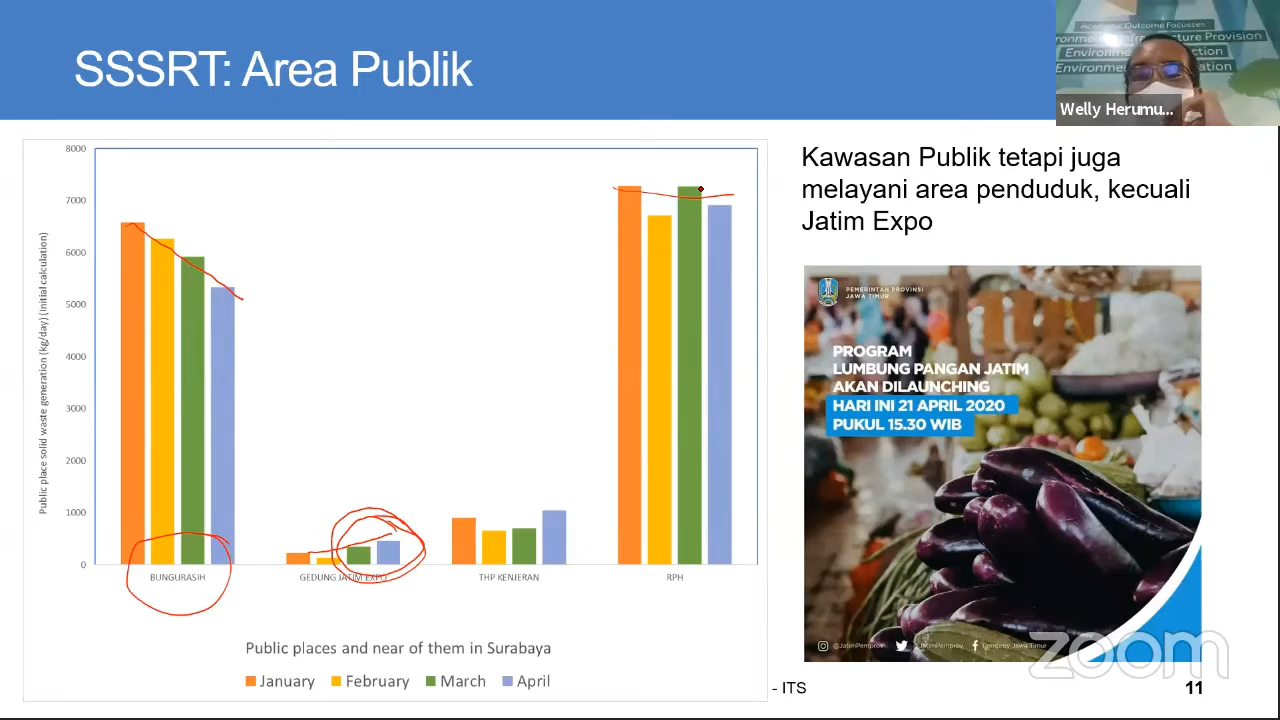 SSSRT: Area Publik
Academic Outcome Focusses :
Welly Herumu...
Kawasan Publik tetapi juga
melayani area penduduk, kecuali
Jatim Expo
8000
7000
6000
5000
4000
3000
2000
1000
0
Public place solid waste generation (kg/day) (initial calculation)
BUNGURASIH
GEDUNG JATIM EXPO
THP KENJERAN
RPH
Public places and near of them in Surabaya
January
February
March
April
PEMERINTAH PROVINSI
JAWA TIMUR
PROGRAM
LUMBUNG PANGAN JATIM
AKAN DILAUNCHING
HARI INI 21 APRIL 2020
PUKUL 15.30 WIB
@JatimPemprov
@JatimPemprov
Pemprov Jawa Timur
zoom
- ITS
11